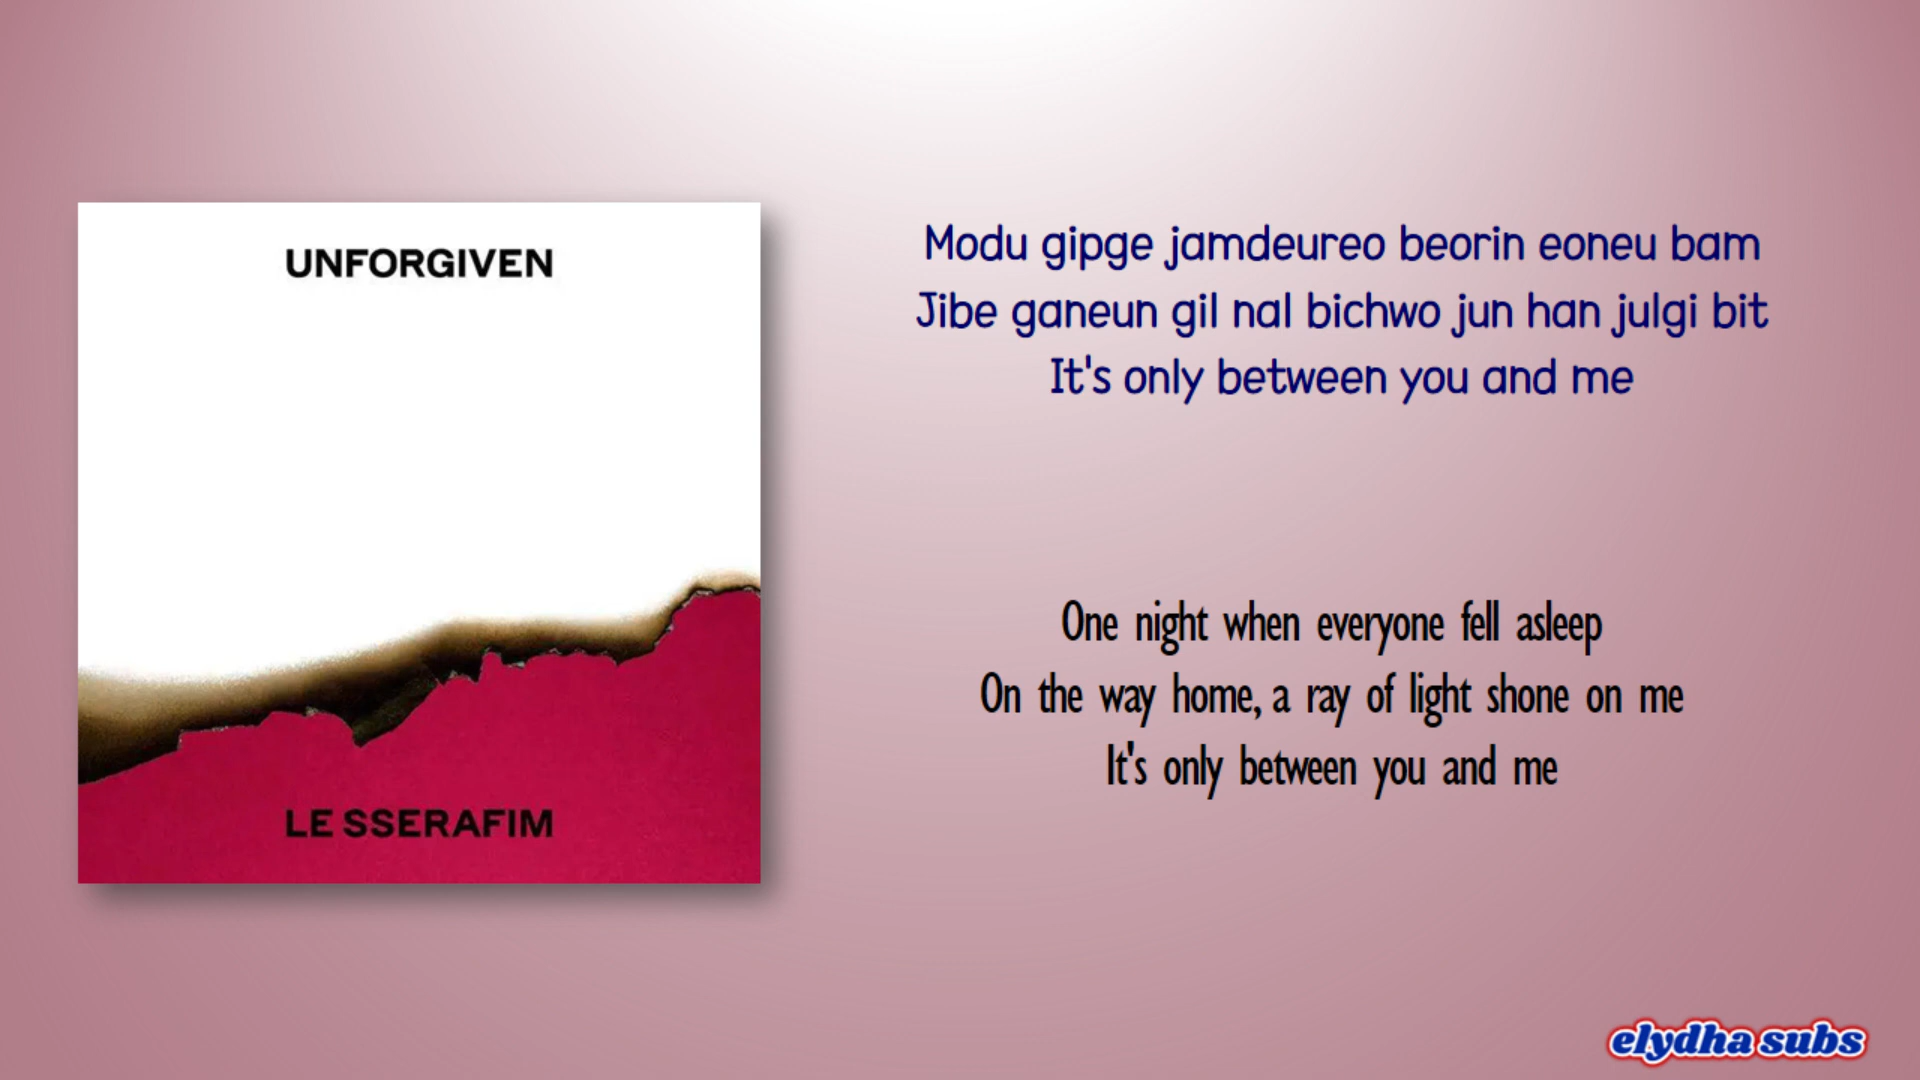 UNFORGIVEN
LE SSERAFIM
Modu gipge jamdeureo beorin eoneu bam
Jibe ganeun gil nal bichwo jun han julgi bit
It's only between you and me
One night when everyone fell asleep
On the way home, a ray of light shone on me
It's only between you and me
elydha subs